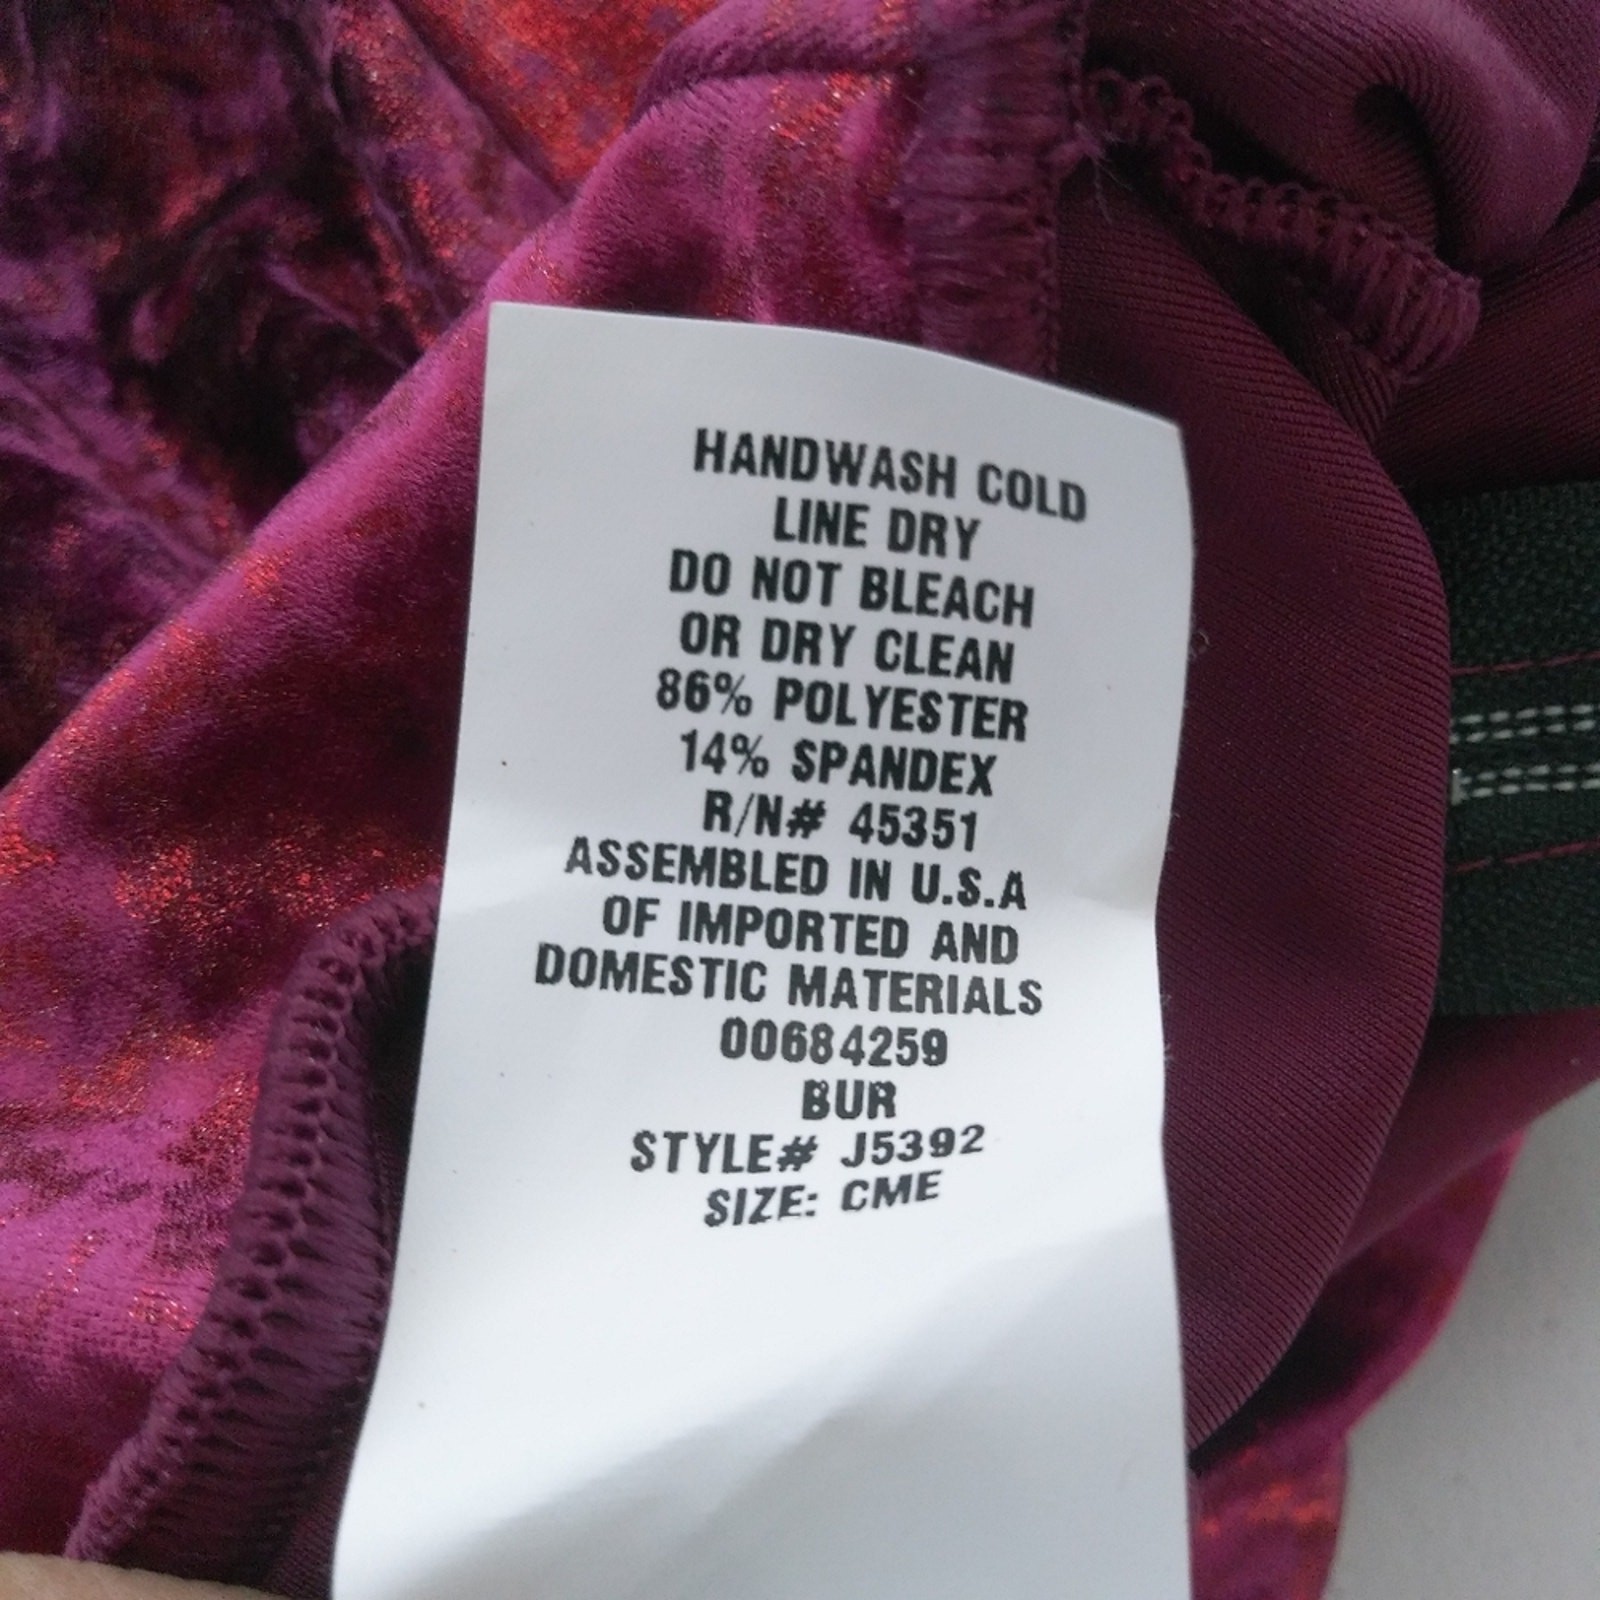 HANDWASH COLD
LINE DRY
DO NOT BLEACH
OR DRY CLEAN
86% POLYESTER
14% SPANDEX
R/N# 45351
ASSEMBLED IN U.S.A
OF IMPORTED AND
DOMESTIC MATERIALS
00684259
BUR
STYLE# J5392
SIZE: CME